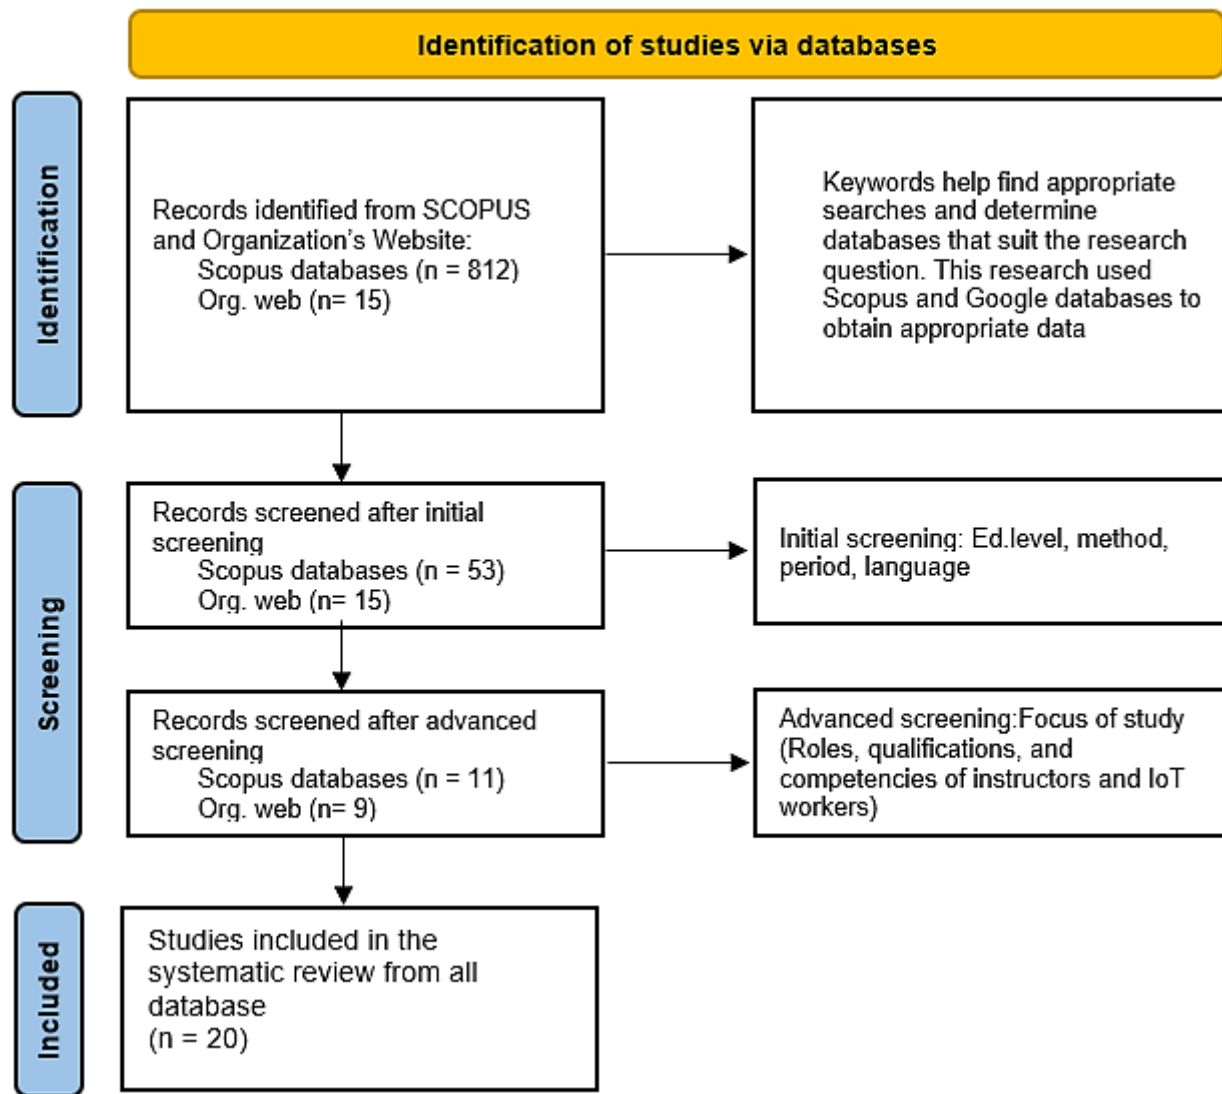 Identification of studies via databases
Identification
Records identified from SCOPUS
and Organization's Website:
Scopus databases (n = 812)
Org. web (n= 15)
Keywords help find appropriate
searches and determine
databases that suit the research
question. This research used
Scopus and Google databases to
obtain appropriate data
Screening
Records screened after initial
screening
Scopus databases (n = 53)
Org. web (n= 15)
Initial screening: Ed.level, method,
period, language
Records screened after advanced
screening
Scopus databases (n = 11)
Org. web (n= 9)
Advanced screening:Focus of study
(Roles, qualifications, and
competencies of instructors and IoT
workers)
Included
Studies included in the
systematic review from all
database
(n = 20)